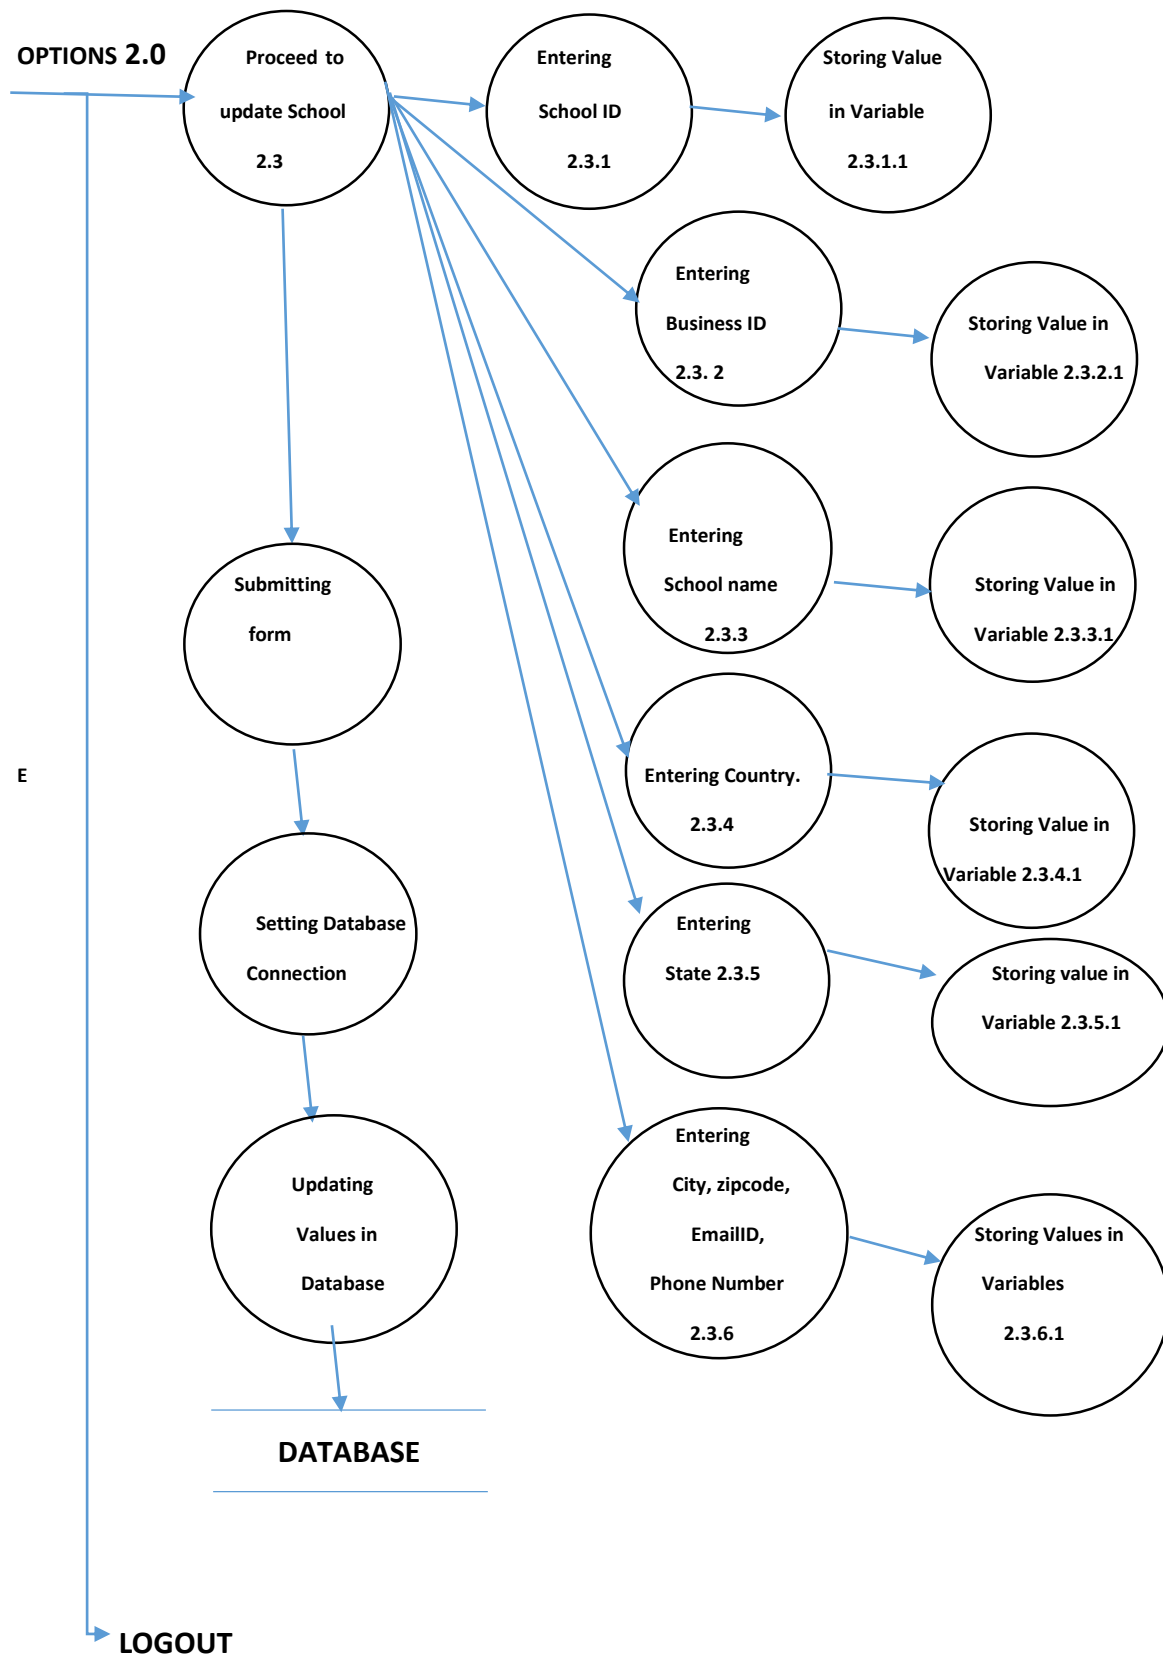 OPTIONS 2.0
Proceed to
update School
2.3
Entering
School ID
2.3.1
Storing Value
in Variable
2.3.1.1
Entering
Business ID
2.3. 2
Storing Value in
Variable 2.3.2.1
Entering
School name
2.3.3
Storing Value in
Variable 2.3.3.1
Submitting
form
E
Entering Country.
2.3.4
Storing Value in
Variable 2.3.4.1
Setting Database
Connection
Entering
State 2.3.5
Storing value in
Variable 2.3.5.1
Updating
Values in
Database
Entering
City, zipcode,
EmailID,
Phone Number
2.3.6
Storing Values in
Variables
2.3.6.1
DATABASE
LOGOUT